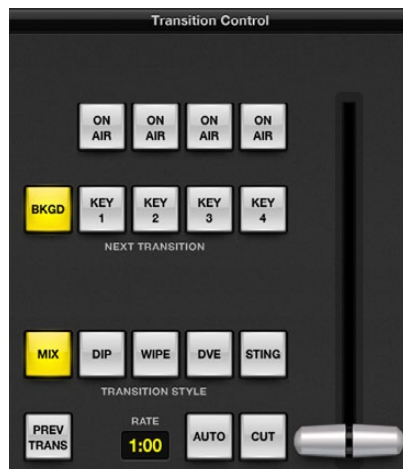 Transition Control
ON AIR
ON AIR
ON AIR
ON AIR
BKGD
KEY 1
KEY 2
KEY 3
KEY 4
NEXT TRANSITION
MIX
DIP
WIPE
DVE
STING
TRANSITION STYLE
PREV TRANS
RATE
1:00
AUTO
CUT